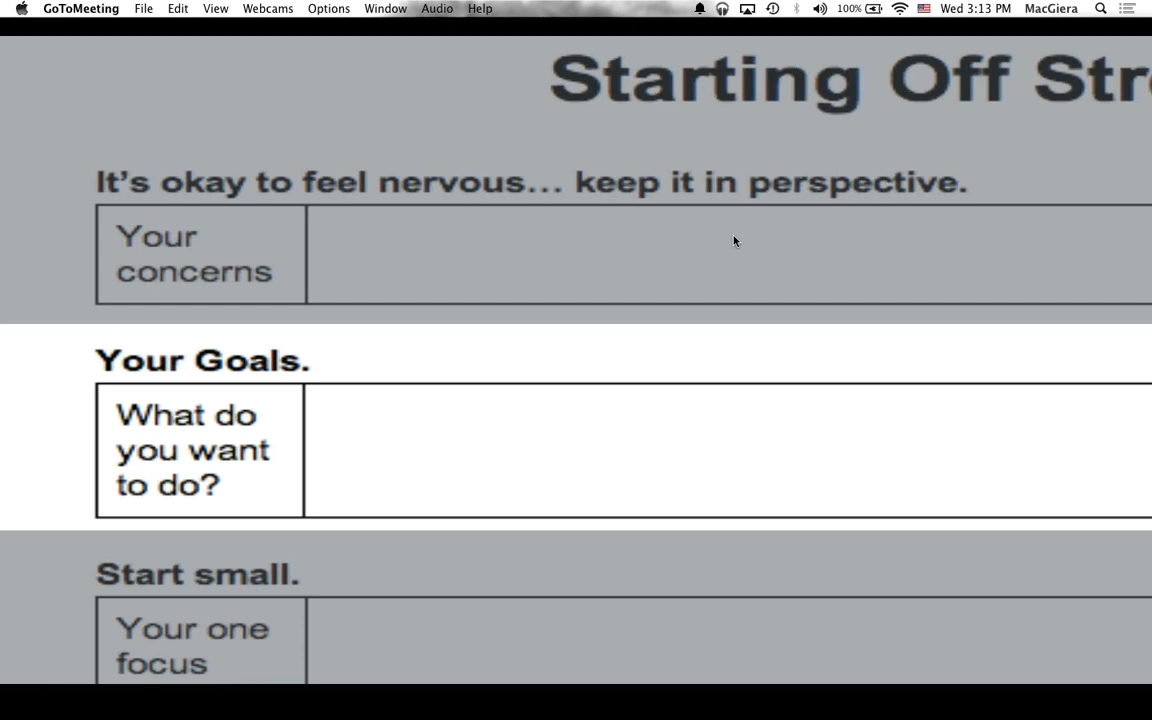 GoToMeeting File Edit View Webcams Options Window Audio Help 100% Wed 3:13 PM MacGiera
Starting Off Str
It's okay to feel nervous… keep it in perspective.
Your
concerns
Your Goals.
What do
you want
to do?
Start small.
Your one
focus